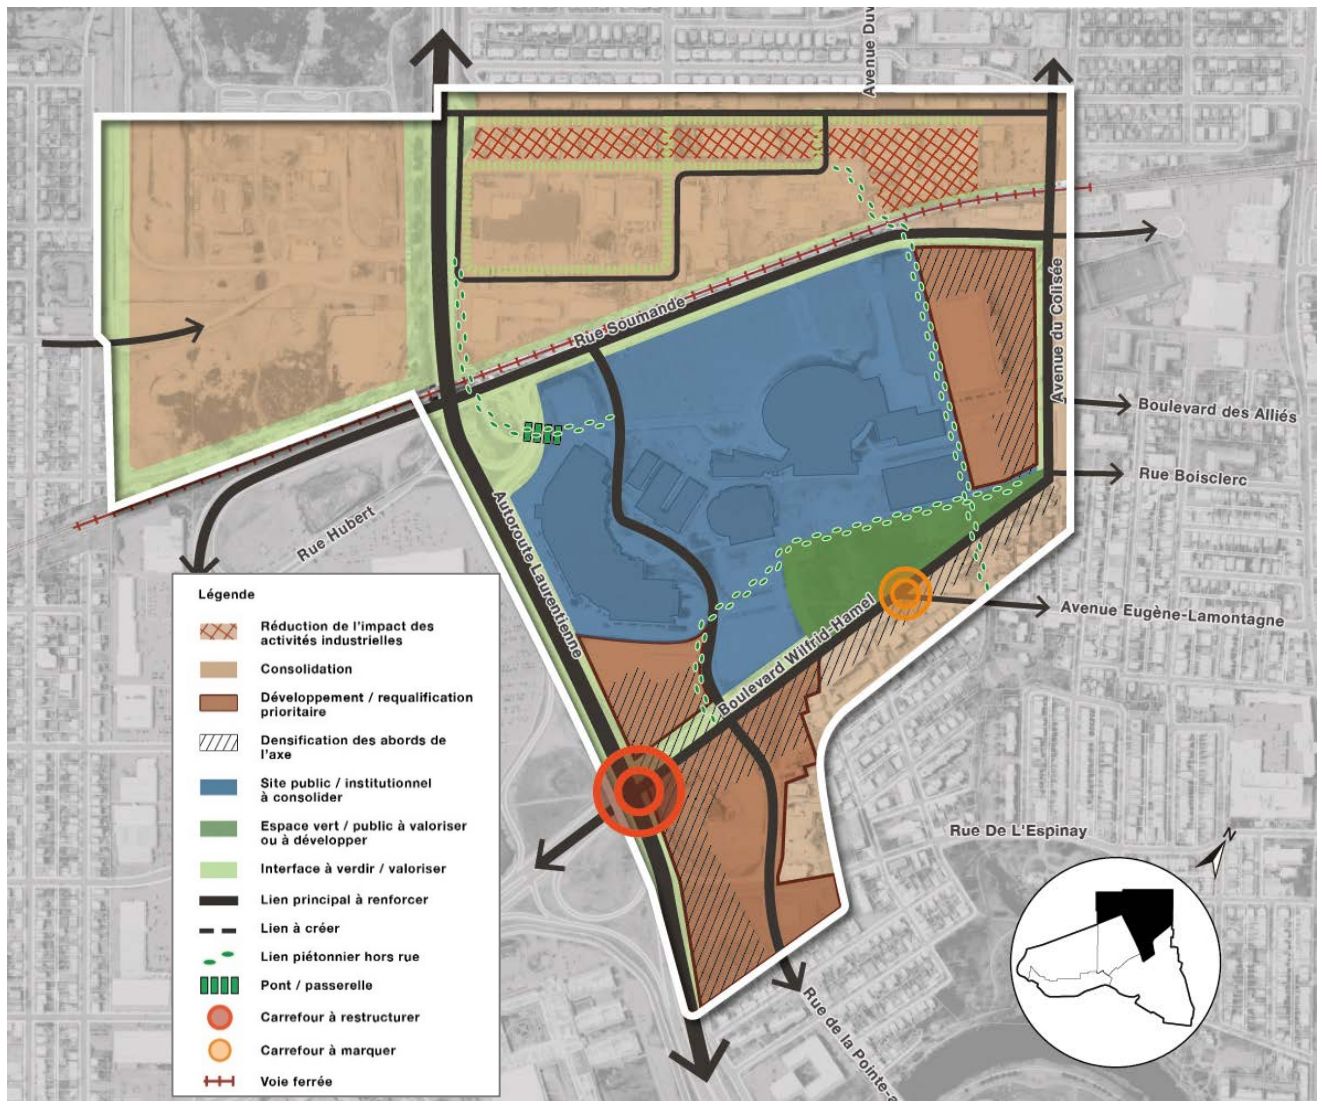 Avenue Duv
Rue Soumande
Avenue du Colisée
Boulevard des Alliés
Rue Boisclerc
Rue Hubert
Autoroute Laurentienne
Boulevard Wilfrid-Hamel
Avenue Eugène-Lamontagne
Rue De L'Espinay
N
Rue de la Pointe-a
Légende
Réduction de l'impact des
activités industrielles
Consolidation
Développement / requalification
prioritaire
Densification des abords de
l'axe
Site public / institutionnel
à consolider
Espace vert / public à valoriser
ou à développer
Interface à verdir / valoriser
Lien principal à renforcer
Lien à créer
Lien piétonnier hors rue
Pont / passerelle
Carrefour à restructurer
Carrefour à marquer
Voie ferrée